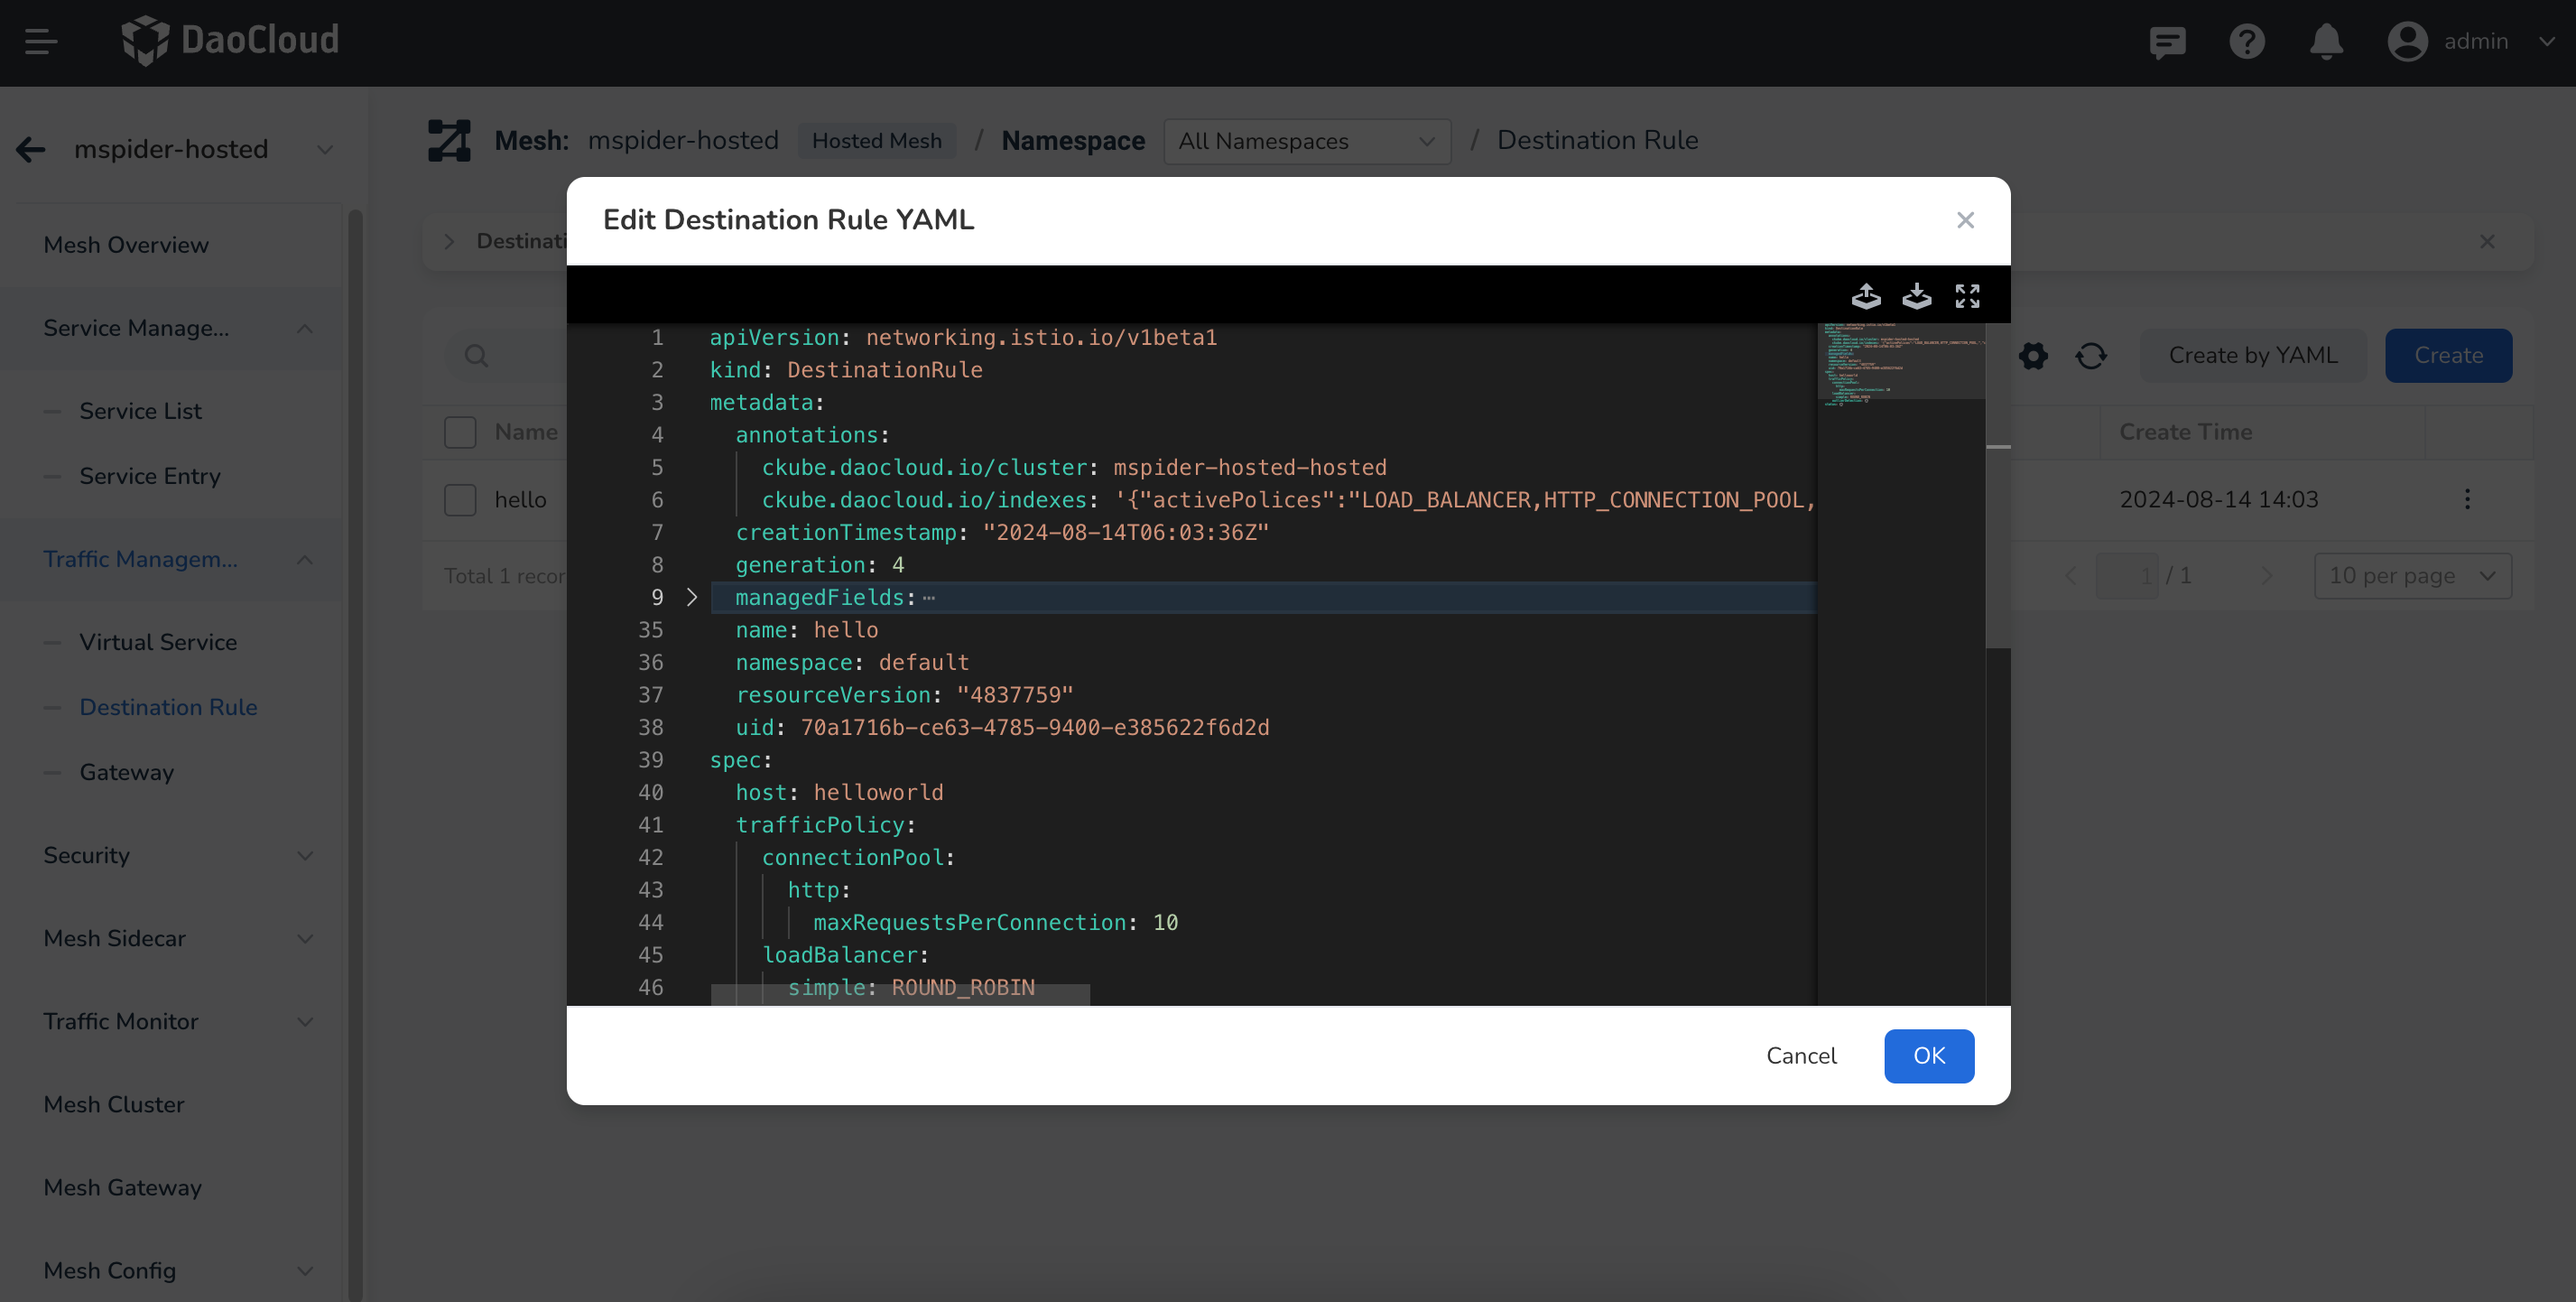 DaoCloud
admin
mspider-hosted
Mesh: mspider-hosted Hosted Mesh / Namespace All Namespaces / Destination Rule
Mesh Overview
Service Manage...
Service List
Service Entry
Traffic Managem...
Virtual Service
Destination Rule
Gateway
Security
Mesh Sidecar
Traffic Monitor
Mesh Cluster
Mesh Gateway
Mesh Config
Destinati
Create by YAML
Create
Name
Create Time
hello
2024-08-14 14:03
Total 1 recor
1 / 1
10 per page
Edit Destination Rule YAML
1 apiVersion: networking.istio.io/v1beta1
2 kind: DestinationRule
3 metadata:
4 annotations:
5 ckube.daocloud.io/cluster: mspider-hosted-hosted
6 ckube.daocloud.io/indexes: '{"activePolices":"LOAD_BALANCER,HTTP_CONNECTION_POOL,
7 creationTimestamp: "2024-08-14T06:03:36Z"
8 generation: 4
9 managedFields: ⋯
35 name: hello
36 namespace: default
37 resourceVersion: "4837759"
38 uid: 70a1716b-ce63-4785-9400-e385622f6d2d
39 spec:
40 host: helloworld
41 trafficPolicy:
42 connectionPool:
43 http:
44 maxRequestsPerConnection: 10
45 loadBalancer:
46 simple: ROUND_ROBIN
Cancel
OK